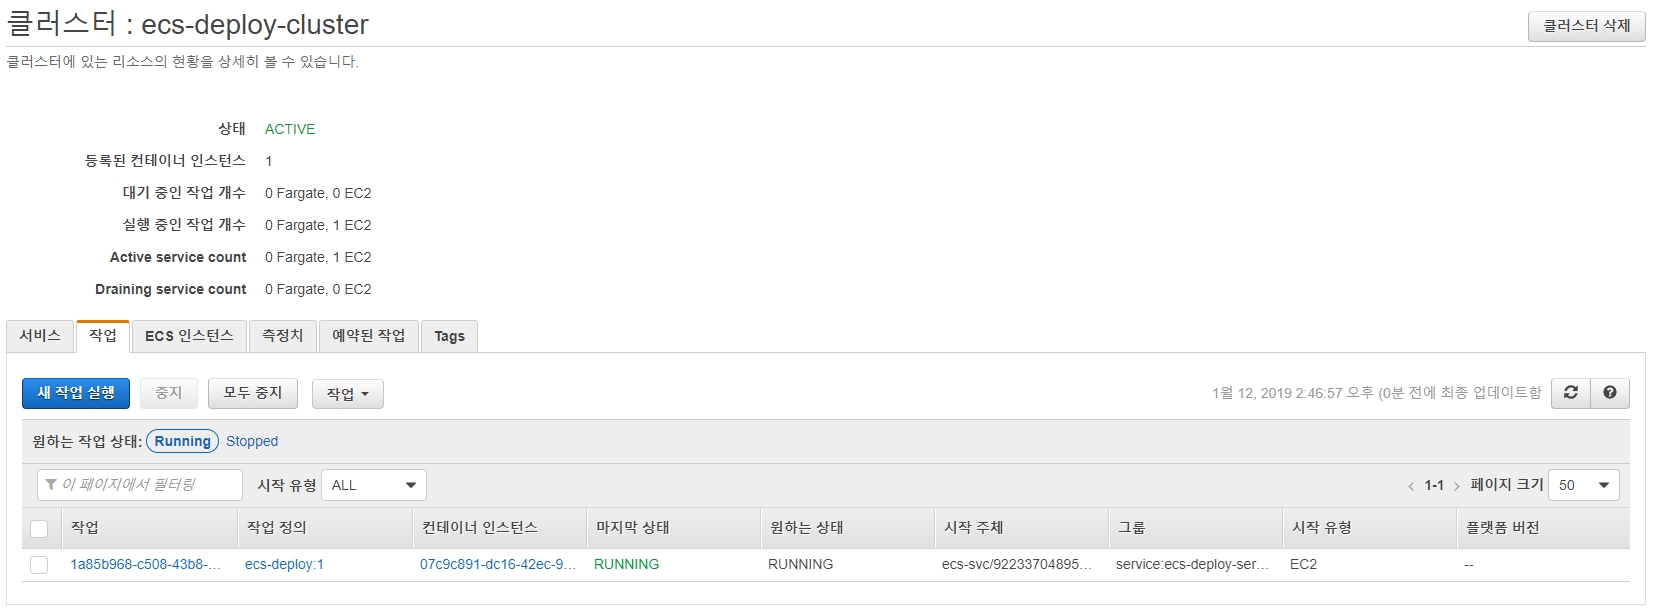 클러스터 : ecs-deploy-cluster
클러스터 삭제
클러스터에 있는 리소스의 현황을 상세히 볼 수 있습니다.
상태 ACTIVE
등록된 컨테이너 인스턴스 1
대기 중인 작업 개수 0 Fargate, 0 EC2
실행 중인 작업 개수 0 Fargate, 1 EC2
Active service count 0 Fargate, 1 EC2
Draining service count 0 Fargate, 0 EC2
서비스 작업 ECS 인스턴스 측정치 예약된 작업 Tags
새 작업 실행 중지 모두 중지 작업 1월 12, 2019 2:46:57 오후 (0분 전에 최종 업데이트함
원하는 작업 상태: Running Stopped
이 페이지에서 필터링 시작 유형 ALL < 1-1 > 페이지 크기 50
작업 작업 정의 컨테이너 인스턴스 마지막 상태 원하는 상태 시작 주체 그룹 시작 유형 플랫폼 버전
1a85b968-c508-43b8-... ecs-deploy:1 07c9c891-dc16-42ec-9... RUNNING RUNNING ecs-svc/92233704895... service:ecs-deploy-ser... EC2 --